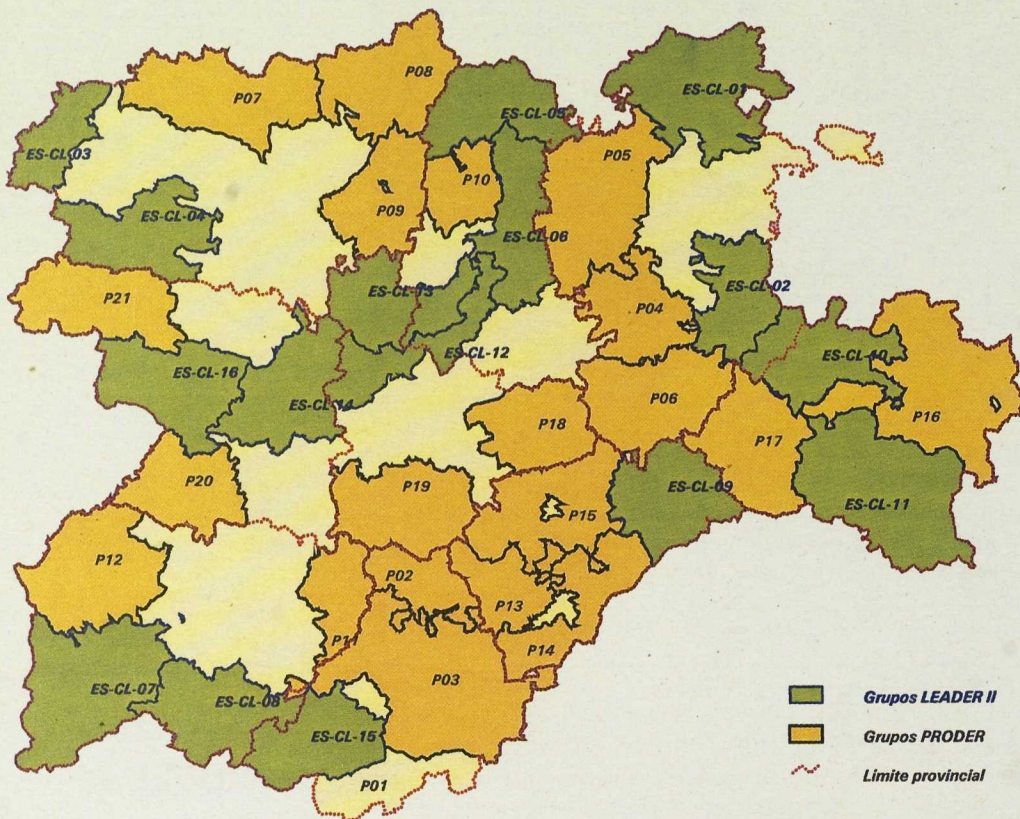 P08
P07
ES-CL-01
ES-CL-05
P05
ES-CL-03
P10
P09
ES-CL-04
ES-CL-06
ES-CL-02
ES-CL-13
P21
P04
ES-CL-12
ES-CL-10
ES-CL-16
P06
ES-CL-14
P16
P18
P17
P20
P19
ES-CL-09
ES-CL-11
P15
P12
P02
P13
P11
P14
P03
ES-CL-07
ES-CL-08
ES-CL-15
P01
Grupos LEADER II
Grupos PRODER
Límite provincial